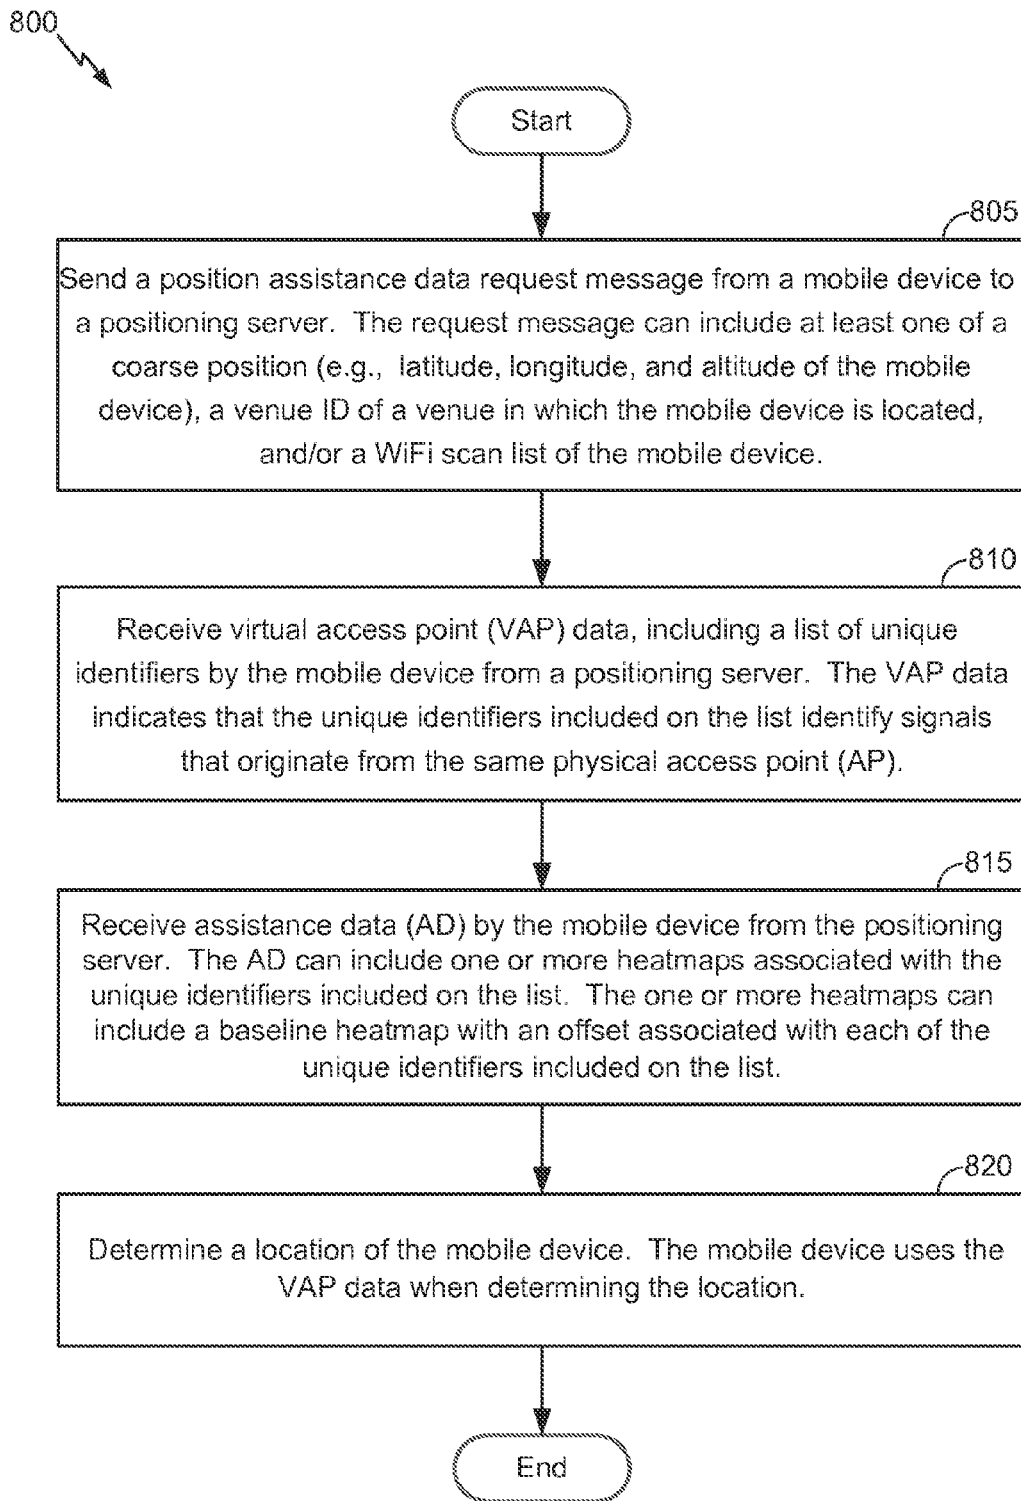 800
Start
805
Send a position assistance data request message from a mobile device to
a positioning server.  The request message can include at least one of a
coarse position (e.g.,  latitude, longitude, and altitude of the mobile
device), a venue ID of a venue in which the mobile device is located,
and/or a WiFi scan list of the mobile device.
810
Receive virtual access point (VAP) data, including a list of unique
identifiers by the mobile device from a positioning server.  The VAP data
indicates that the unique identifiers included on the list identify signals
that originate from the same physical access point (AP).
815
Receive assistance data (AD) by the mobile device from the positioning
server.  The AD can include one or more heatmaps associated with the
unique identifiers included on the list.  The one or more heatmaps can
include a baseline heatmap with an offset associated with each of the
unique identifiers included on the list.
820
Determine a location of the mobile device.  The mobile device uses the
VAP data when determining the location.
End